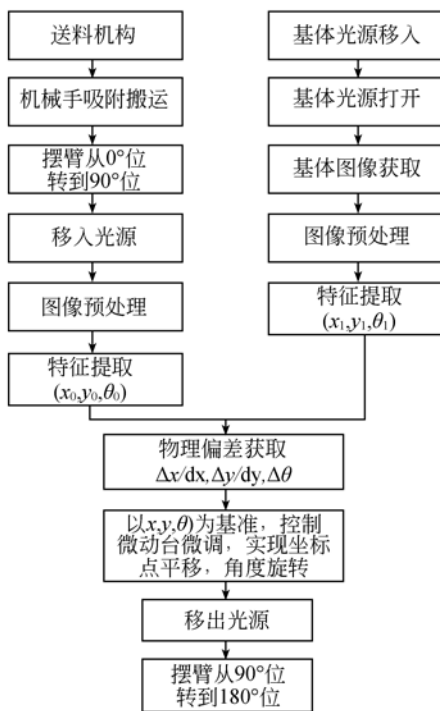 送料机构
机械手吸附搬运
摆臂从0°位
转到90°位
移入光源
图像预处理
特征提取
(x₀,y₀,θ₀)
基体光源移入
基体光源打开
基体图像获取
图像预处理
特征提取
(x₁,y₁,θ₁)
物理偏差获取
Δx/dx,Δy/dy,Δθ
以x,y,θ)为基准，控制
微动台微调，实现坐标
点平移，角度旋转
移出光源
摆臂从90°位
转到180°位